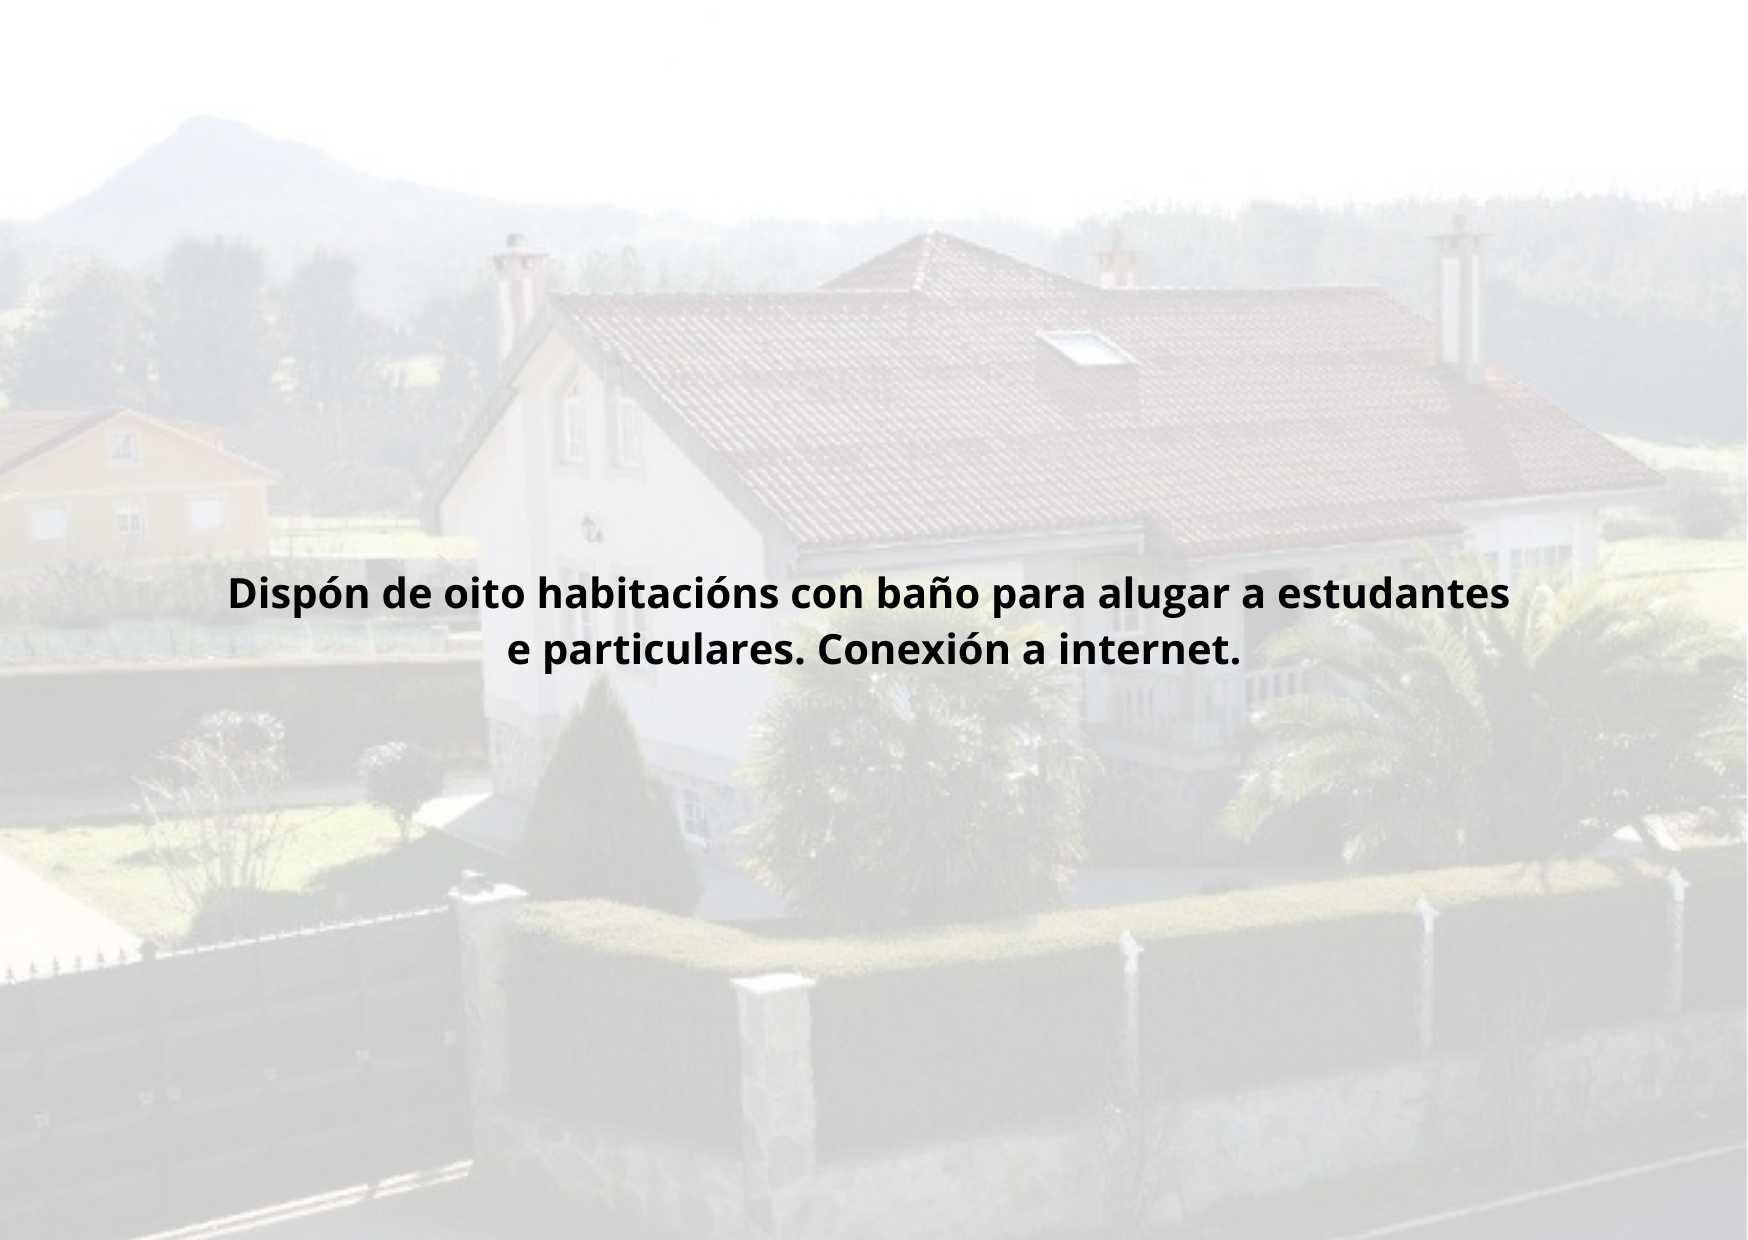 Dispón de oito habitacións con baño para alugar a estudantes
e particulares. Conexión a internet.